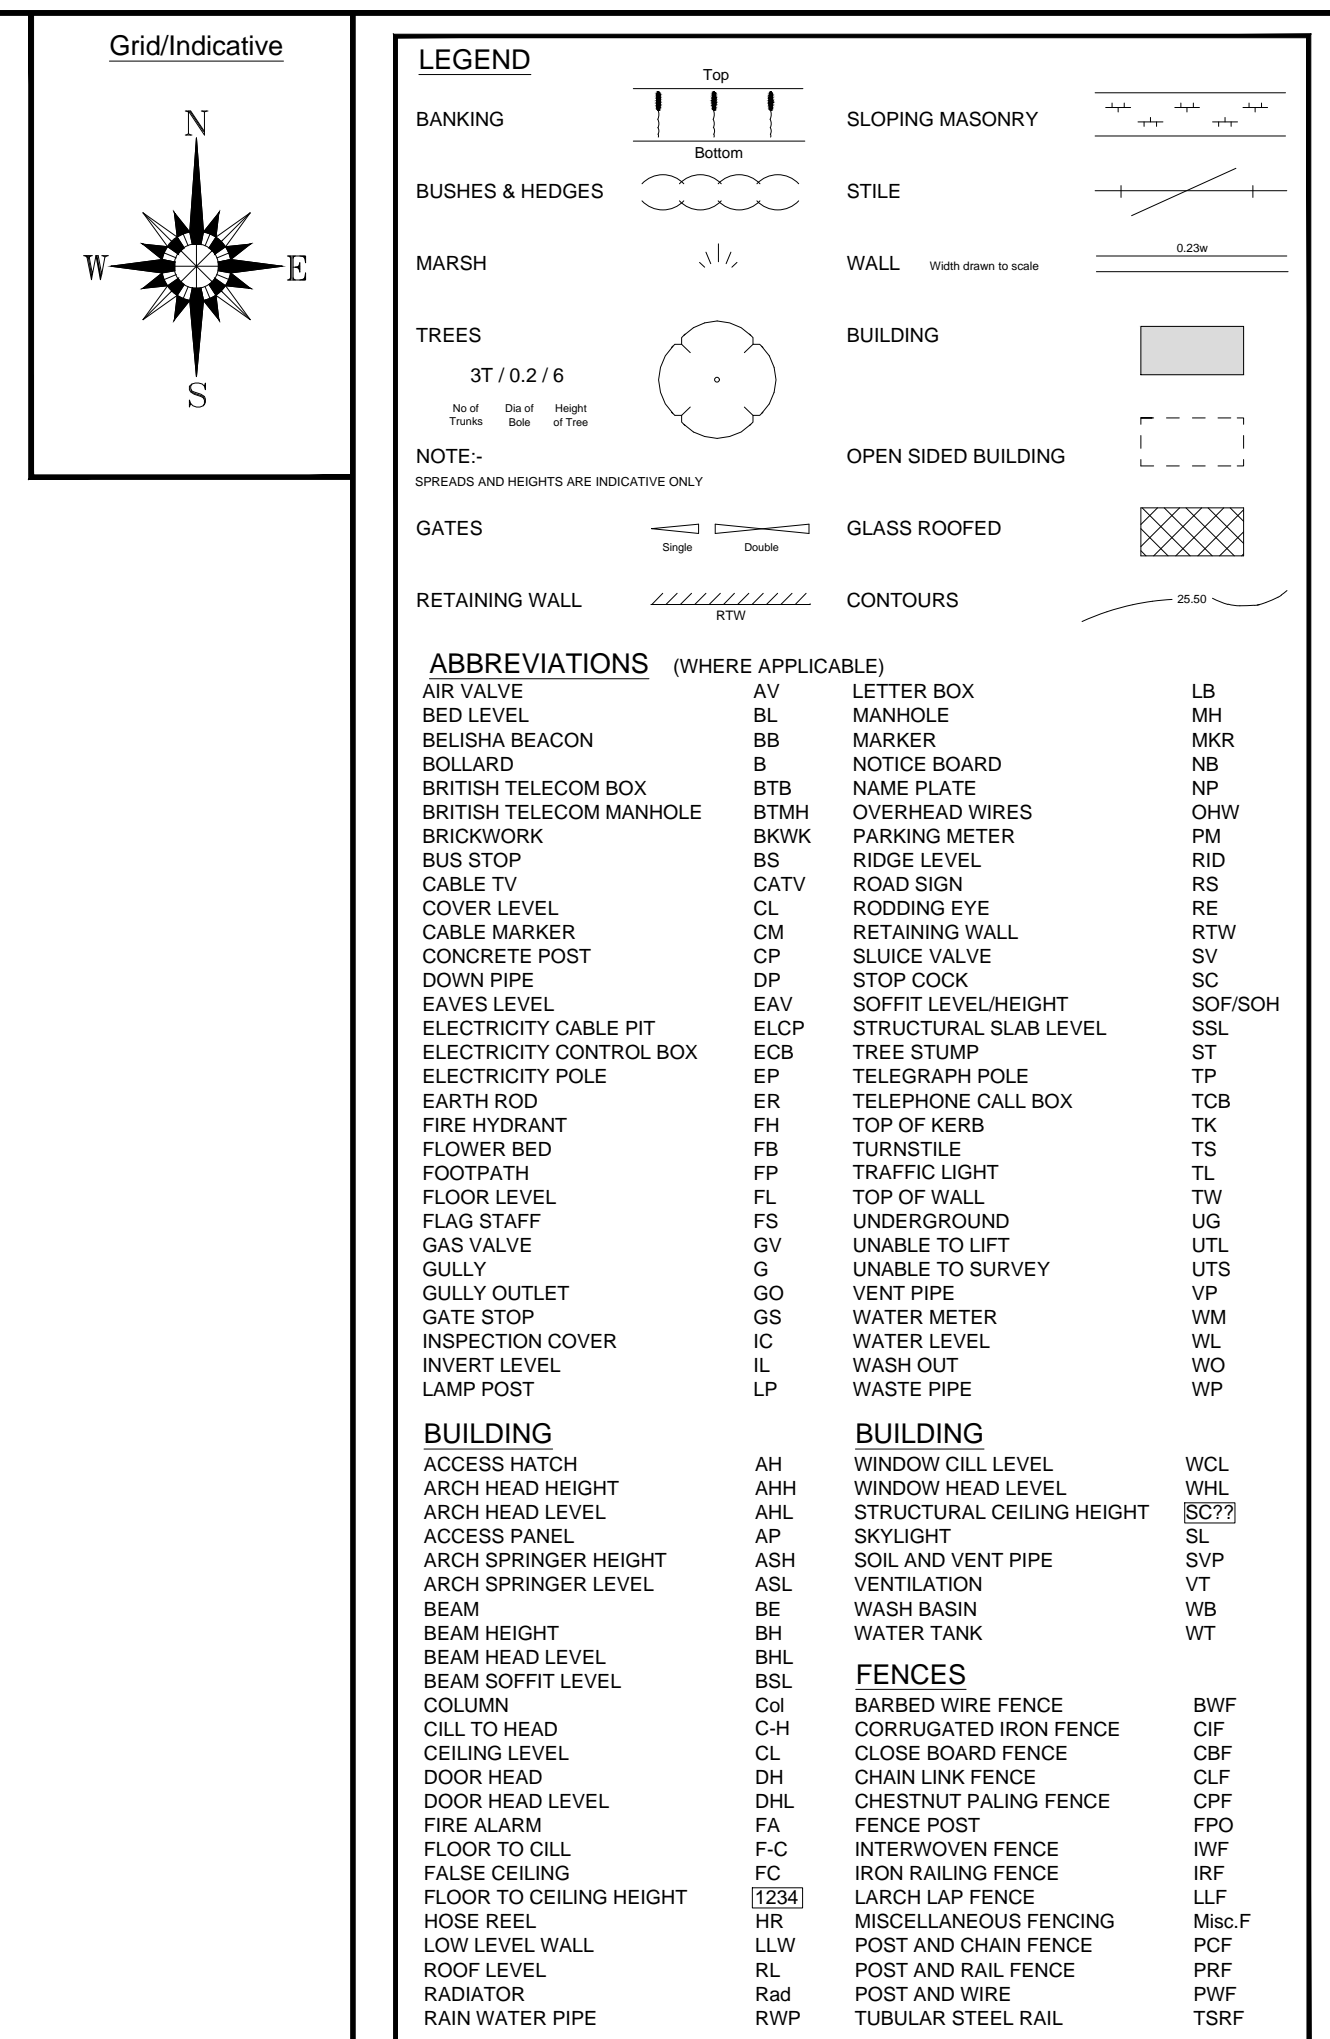 Grid/Indicative
N
W
E
S
LEGEND
BANKING
Top
Bottom
SLOPING MASONRY
BUSHES & HEDGES
STILE
MARSH
WALL Width drawn to scale
0.23w
TREES
3T / 0.2 / 6
No of Trunks
Dia of Bole
Height of Tree
BUILDING
NOTE:-
SPREADS AND HEIGHTS ARE INDICATIVE ONLY
OPEN SIDED BUILDING
GATES
Single
Double
GLASS ROOFED
RETAINING WALL
RTW
CONTOURS
25.50
ABBREVIATIONS (WHERE APPLICABLE)
AIR VALVE AV LETTER BOX LB
BED LEVEL BL MANHOLE MH
BELISHA BEACON BB MARKER MKR
BOLLARD B NOTICE BOARD NB
BRITISH TELECOM BOX BTB NAME PLATE NP
BRITISH TELECOM MANHOLE BTMH OVERHEAD WIRES OHW
BRICKWORK BKWK PARKING METER PM
BUS STOP BS RIDGE LEVEL RID
CABLE TV CATV ROAD SIGN RS
COVER LEVEL CL RODDING EYE RE
CABLE MARKER CM RETAINING WALL RTW
CONCRETE POST CP SLUICE VALVE SV
DOWN PIPE DP STOP COCK SC
EAVES LEVEL EAV SOFFIT LEVEL/HEIGHT SOF/SOH
ELECTRICITY CABLE PIT ELCP STRUCTURAL SLAB LEVEL SSL
ELECTRICITY CONTROL BOX ECB TREE STUMP ST
ELECTRICITY POLE EP TELEGRAPH POLE TP
EARTH ROD ER TELEPHONE CALL BOX TCB
FIRE HYDRANT FH TOP OF KERB TK
FLOWER BED FB TURNSTILE TS
FOOTPATH FP TRAFFIC LIGHT TL
FLOOR LEVEL FL TOP OF WALL TW
FLAG STAFF FS UNDERGROUND UG
GAS VALVE GV UNABLE TO LIFT UTL
GULLY G UNABLE TO SURVEY UTS
GULLY OUTLET GO VENT PIPE VP
GATE STOP GS WATER METER WM
INSPECTION COVER IC WATER LEVEL WL
INVERT LEVEL IL WASH OUT WO
LAMP POST LP WASTE PIPE WP
BUILDING
ACCESS HATCH AH
ARCH HEAD HEIGHT AHH
ARCH HEAD LEVEL AHL
ACCESS PANEL AP
ARCH SPRINGER HEIGHT ASH
ARCH SPRINGER LEVEL ASL
BEAM BE
BEAM HEIGHT BH
BEAM HEAD LEVEL BHL
BEAM SOFFIT LEVEL BSL
COLUMN Col
CILL TO HEAD C-H
CEILING LEVEL CL
DOOR HEAD DH
DOOR HEAD LEVEL DHL
FIRE ALARM FA
FLOOR TO CILL F-C
FALSE CEILING FC
FLOOR TO CEILING HEIGHT 1234
HOSE REEL HR
LOW LEVEL WALL LLW
ROOF LEVEL RL
RADIATOR Rad
RAIN WATER PIPE RWP
BUILDING
WINDOW CILL LEVEL WCL
WINDOW HEAD LEVEL WHL
STRUCTURAL CEILING HEIGHT SC??
SKYLIGHT SL
SOIL AND VENT PIPE SVP
VENTILATION VT
WASH BASIN WB
WATER TANK WT
FENCES
BARBED WIRE FENCE BWF
CORRUGATED IRON FENCE CIF
CLOSE BOARD FENCE CBF
CHAIN LINK FENCE CLF
CHESTNUT PALING FENCE CPF
FENCE POST FPO
INTERWOVEN FENCE IWF
IRON RAILING FENCE IRF
LARCH LAP FENCE LLF
MISCELLANEOUS FENCING Misc.F
POST AND CHAIN FENCE PCF
POST AND RAIL FENCE PRF
POST AND WIRE PWF
TUBULAR STEEL RAIL TSRF